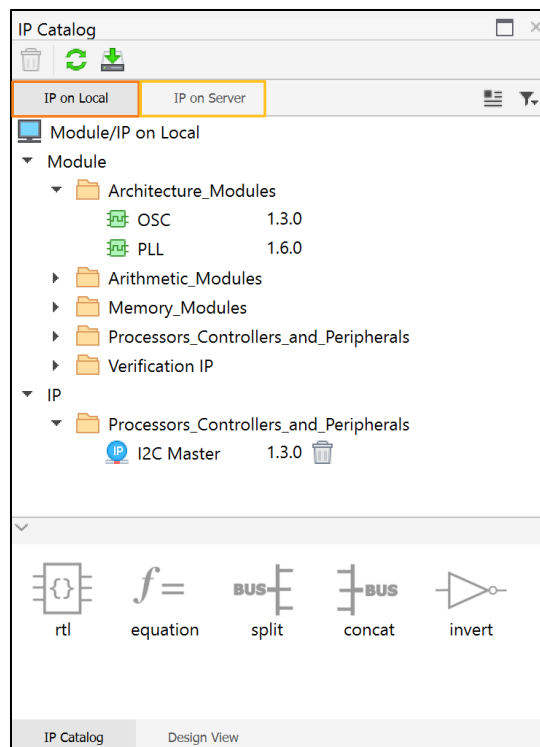 IP Catalog
IP on Local IP on Server
Module/IP on Local
Module
Architecture_Modules
OSC 1.3.0
PLL 1.6.0
Arithmetic_Modules
Memory_Modules
Processors_Controllers_and_Peripherals
Verification IP
IP
Processors_Controllers_and_Peripherals
IP I2C Master 1.3.0
{} f= BUS BUS
rtl equation split concat invert
IP Catalog Design View